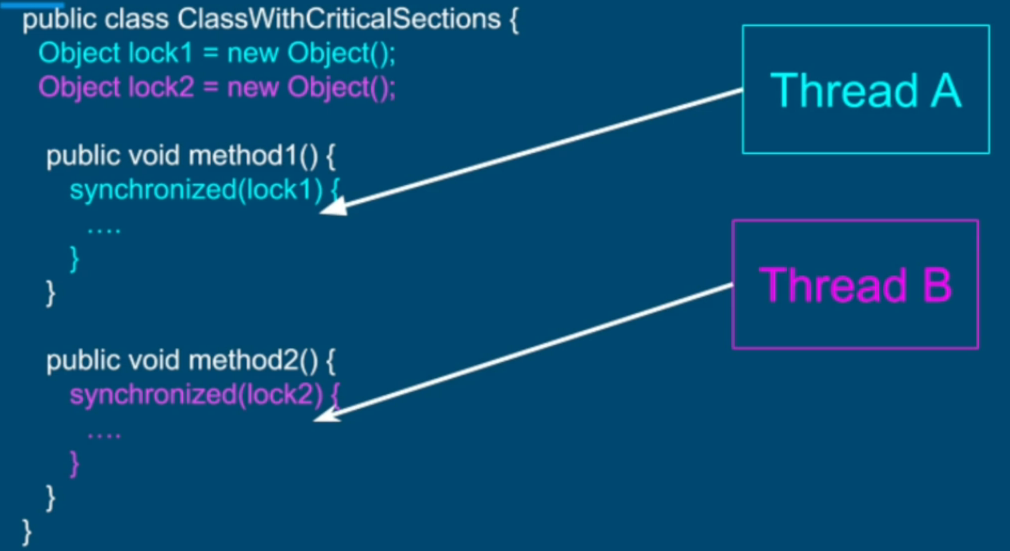 public class ClassWithCriticalSections {
Object lock1 = new Object();
Object lock2 = new Object();
public void method1() {
synchronized(lock1) {
....
}
}
public void method2() {
synchronized(lock2) {
....
}
}
}
Thread A
Thread B